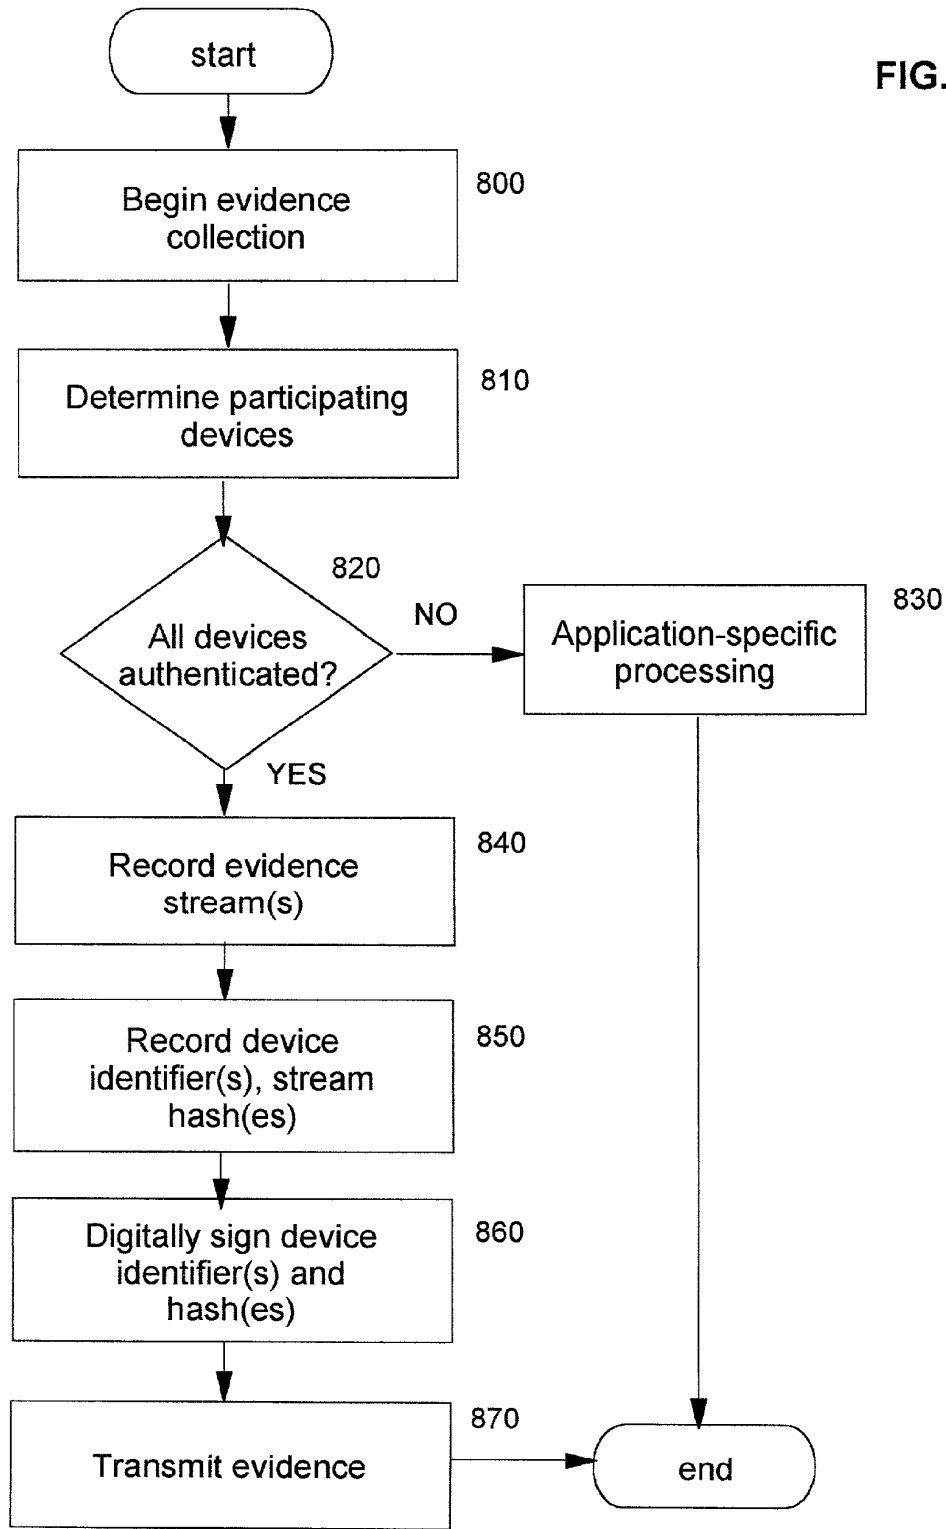 start
FIG.
Begin evidence
collection
800
Determine participating
devices
810
820
All devices
authenticated?
NO
Application-specific
processing
830
YES
Record evidence
stream(s)
840
Record device
identifier(s), stream
hash(es)
850
Digitally sign device
identifier(s) and
hash(es)
860
Transmit evidence
870
end